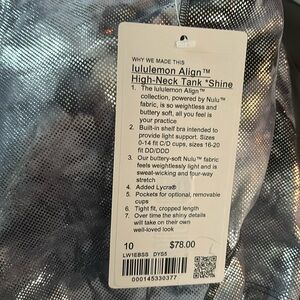 WHY WE MADE THIS
lululemon Align™
High-Neck Tank *Shine
1. The lululemon Align™
collection, powered by Nulu™
fabric, is so weightless and
buttery soft, all you feel is
your practice
2. Built-in shelf bra intended to
provide light support. Sizes
0-14 fit C/D cups, sizes 16-20
fit DD/DDD
3. Our buttery-soft Nulu™ fabric
feels weightlessly light and is
sweat-wicking and four-way
stretch
4. Added Lycra®
5. Pockets for optional, removable
cups
6. Tight fit, cropped length
7. Over time the shiny details
will take on their own
well-loved look
10 $78.00
LW1EBSS DYS5
000145330377